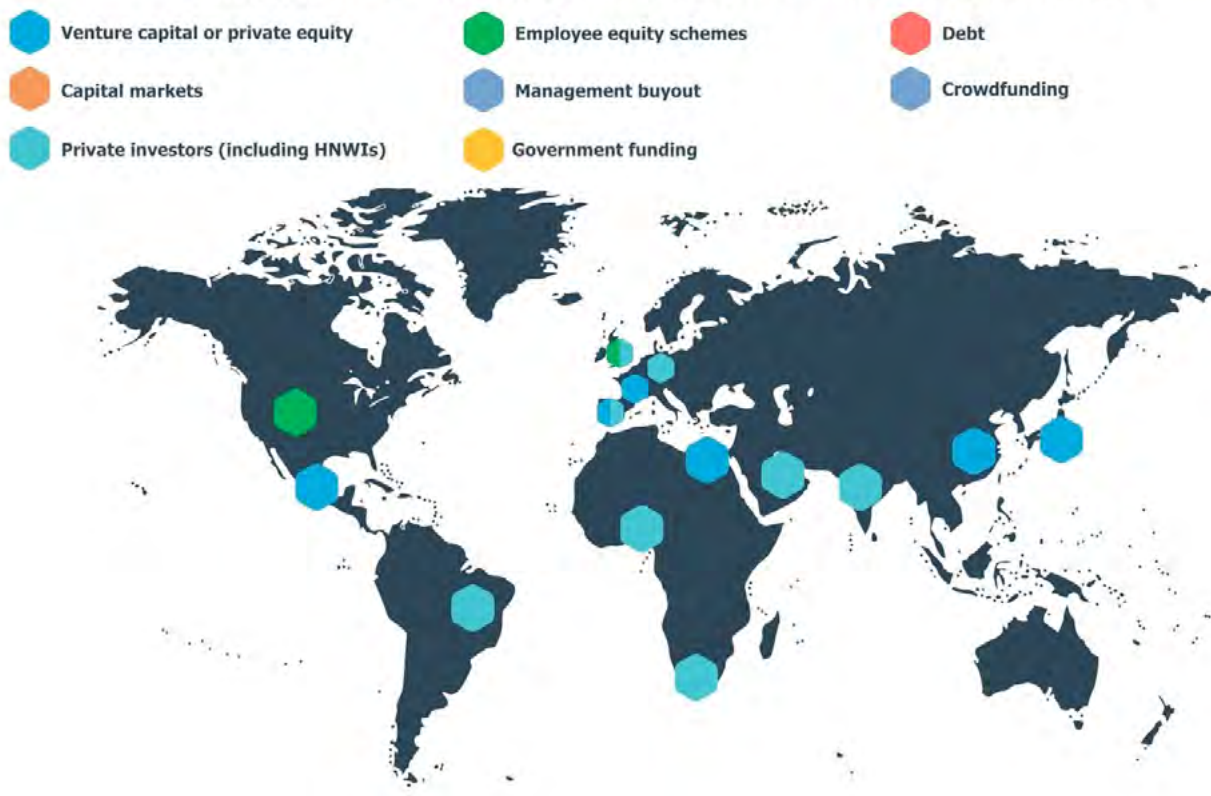 Venture capital or private equity
Employee equity schemes
Debt
Capital markets
Management buyout
Crowdfunding
Private investors (including HNWIs)
Government funding